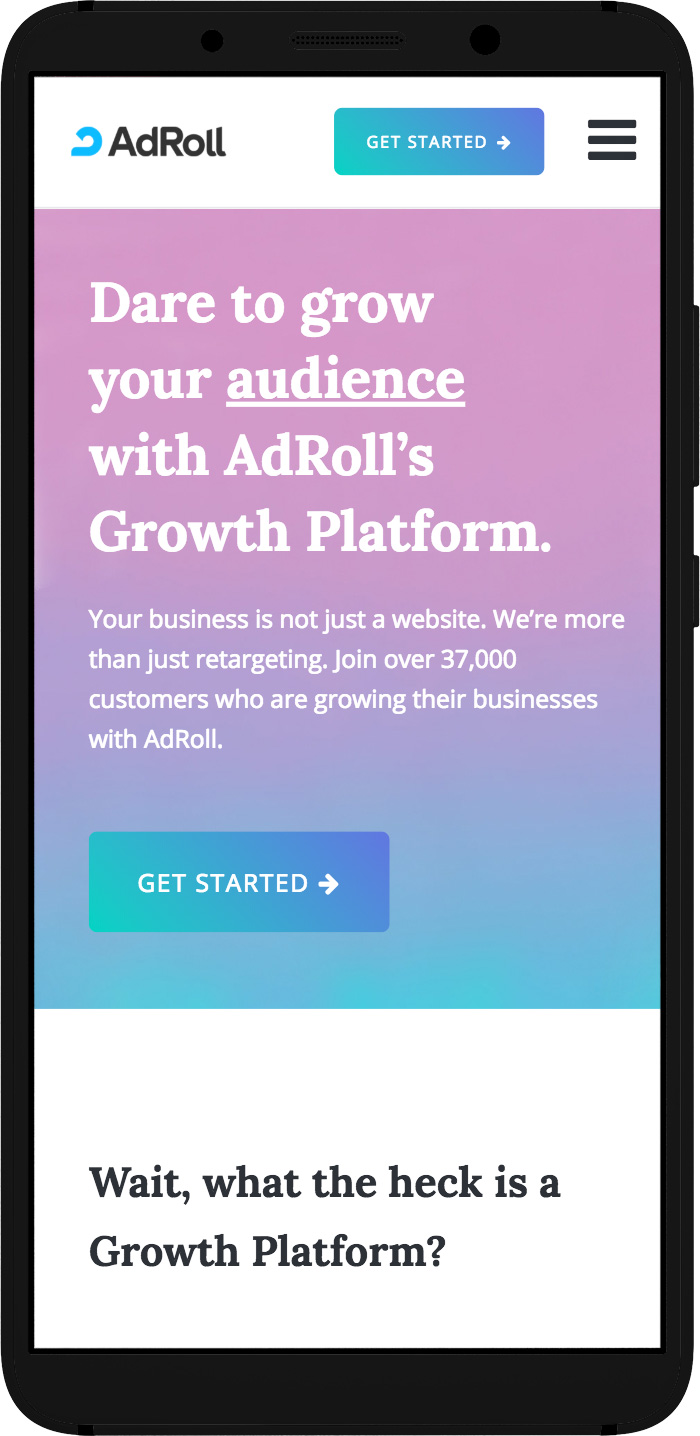 AdRoll
GET STARTED →
Dare to grow
your audience
with AdRoll’s
Growth Platform.
Your business is not just a website. We’re more
than just retargeting. Join over 37,000
customers who are growing their businesses
with AdRoll.
GET STARTED →
Wait, what the heck is a
Growth Platform?